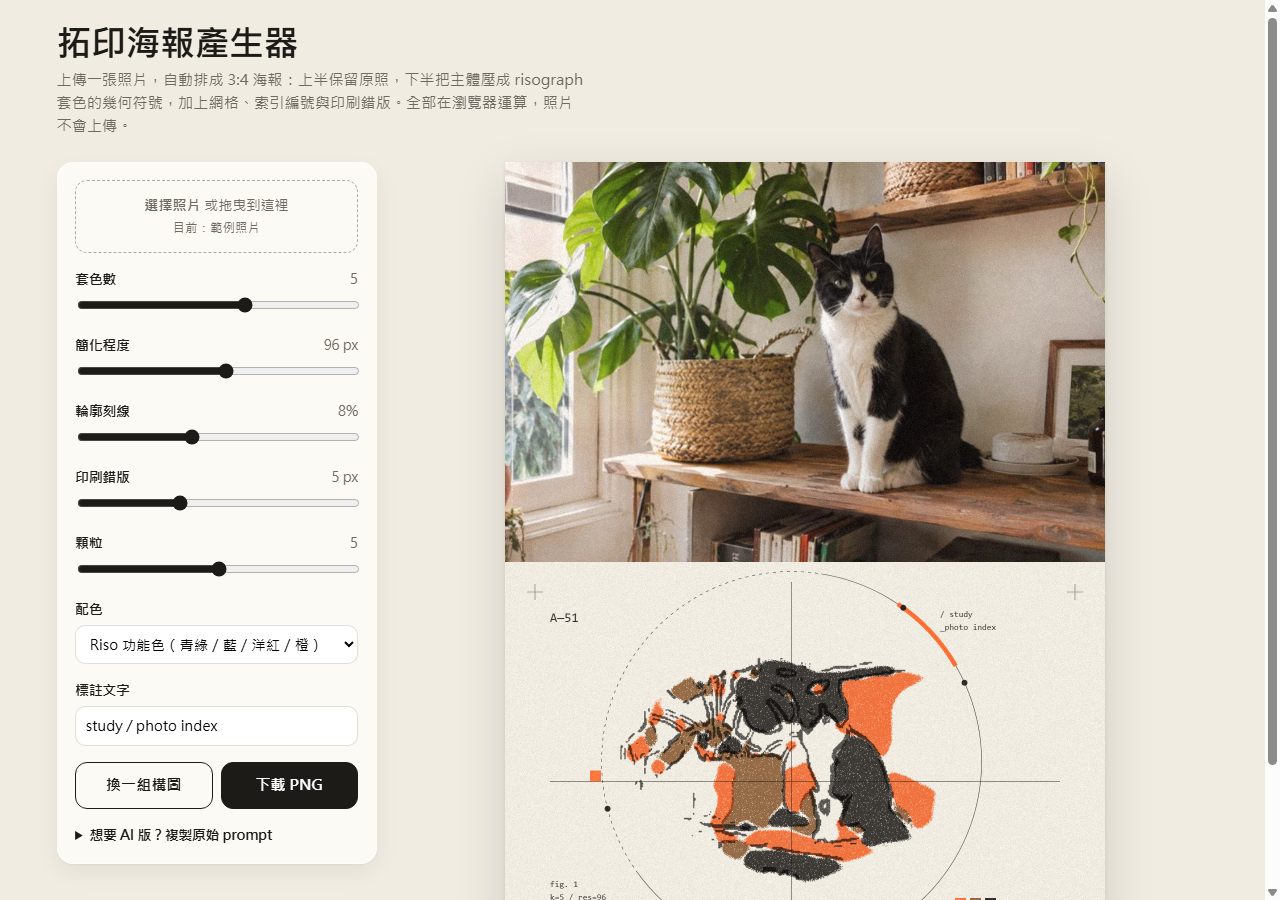 拓印海報產生器
上傳一張照片，自動排成 3:4 海報：上半保留原照，下半把主體壓成 risograph
套色的幾何符號，加上網格、索引編號與印刷錯版。全部在瀏覽器運算，照片
不會上傳。
選擇照片 或拖曳到這裡
目前：範例照片
套色數 5
簡化程度 96 px
輪廓刻線 8%
印刷錯版 5 px
顆粒 5
配色
Riso 功能色（青綠 / 藍 / 洋紅 / 橙）
標註文字
study / photo index
換一組構圖 下載 PNG
▶ 想要 AI 版？複製原始 prompt
A—51
/ study
_photo index
fig. 1
k=5 / res=96